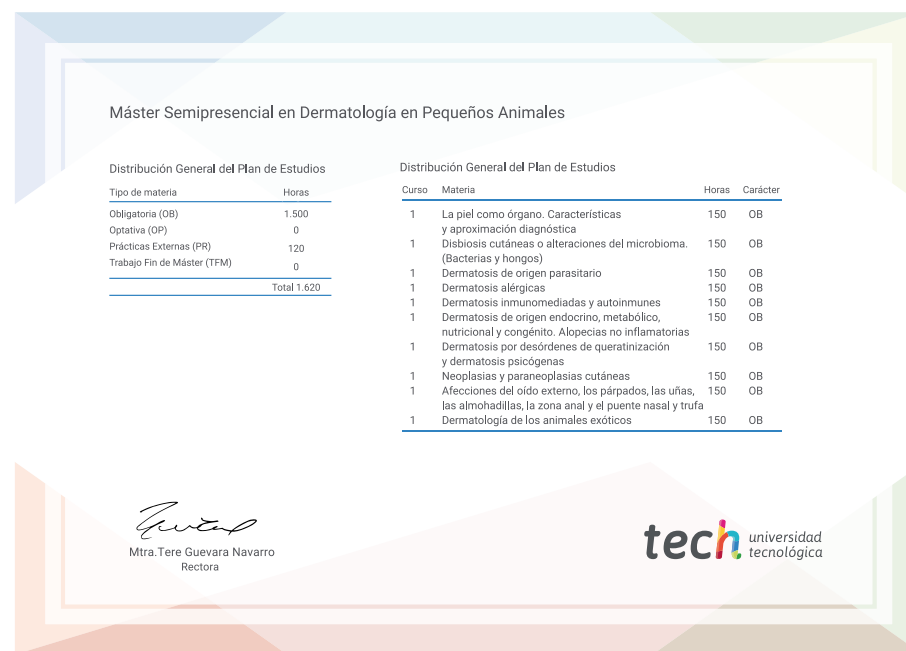 Máster Semipresencial en Dermatología en Pequeños Animales
Distribución General del Plan de Estudios
Tipo de materia Horas
Obligatoria (OB) 1.500
Optativa (OP) 0
Prácticas Externas (PR) 120
Trabajo Fin de Máster (TFM) 0
Total 1.620
Distribución General del Plan de Estudios
Curso Materia Horas Carácter
1 La piel como órgano. Características 150 OB
y aproximación diagnóstica
1 Disbiosis cutáneas o alteraciones del microbioma. 150 OB
(Bacterias y hongos)
1 Dermatosis de origen parasitario 150 OB
1 Dermatosis alérgicas 150 OB
1 Dermatosis inmunomediadas y autoinmunes 150 OB
1 Dermatosis de origen endocrino, metabólico, 150 OB
nutricional y congénito. Alopecias no inflamatorias
1 Dermatosis por desórdenes de queratinización 150 OB
y dermatosis psicógenas
1 Neoplasias y paraneoplasias cutáneas 150 OB
1 Afecciones del oído externo, los párpados, las uñas, 150 OB
las almohadillas, la zona anal y el puente nasal y trufa
1 Dermatología de los animales exóticos 150 OB
Mtra.Tere Guevara Navarro
Rectora
tech universidad
tecnológica